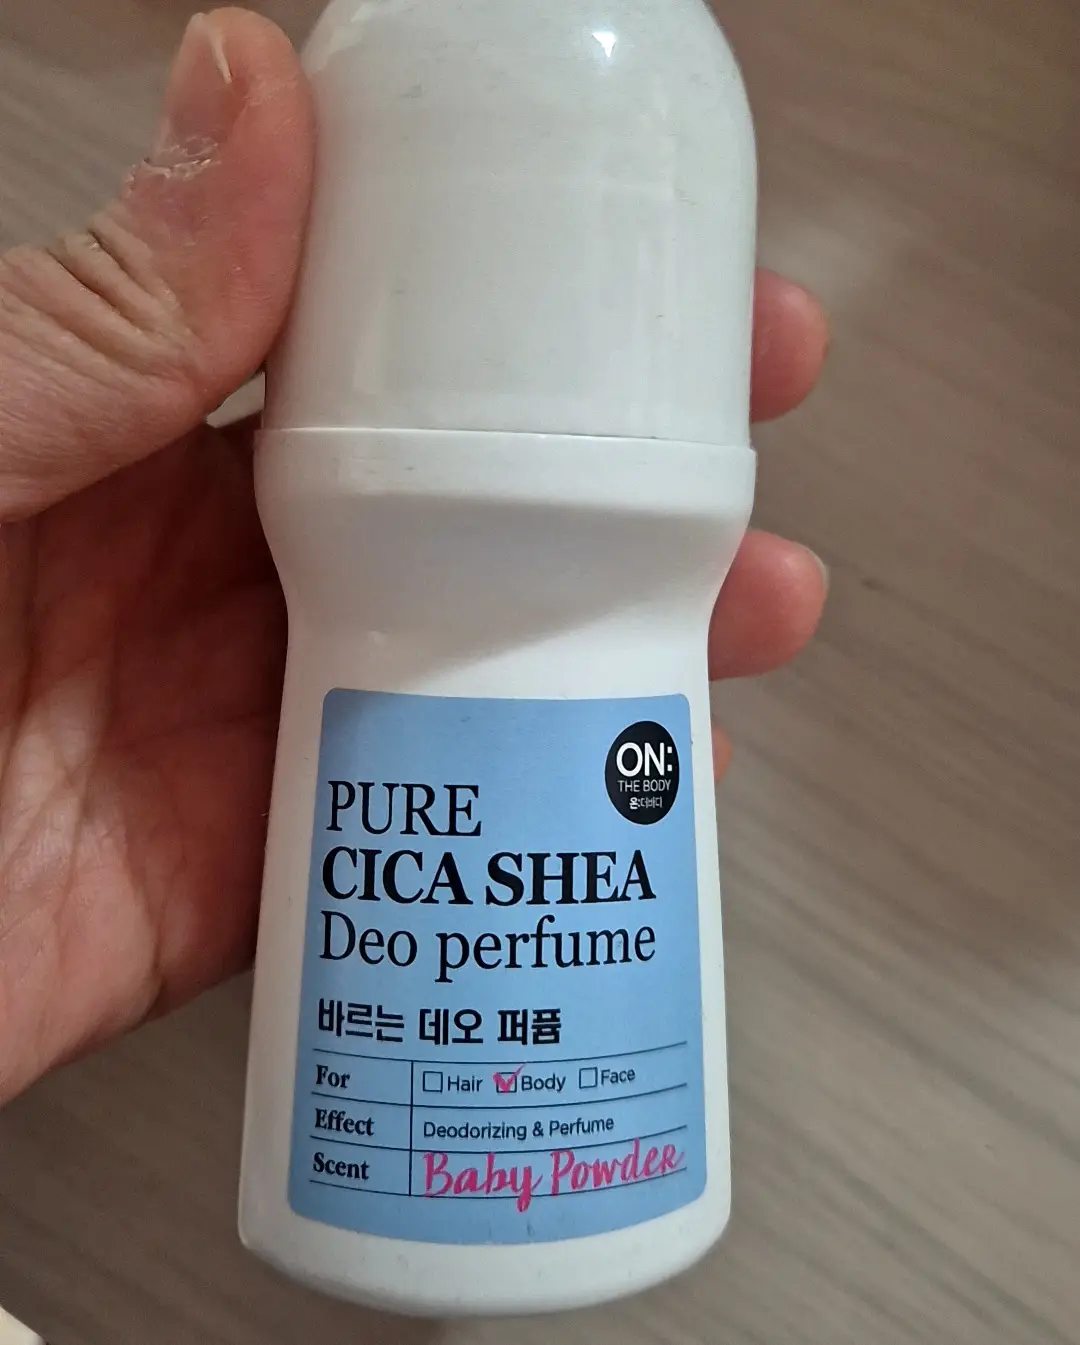 ON:
THE BODY
온:더바디
PURE
CICA SHEA
Deo perfume
바르는 데오 퍼퓸
For Hair Body Face
Effect Deodorizing & Perfume
Scent Baby Powder